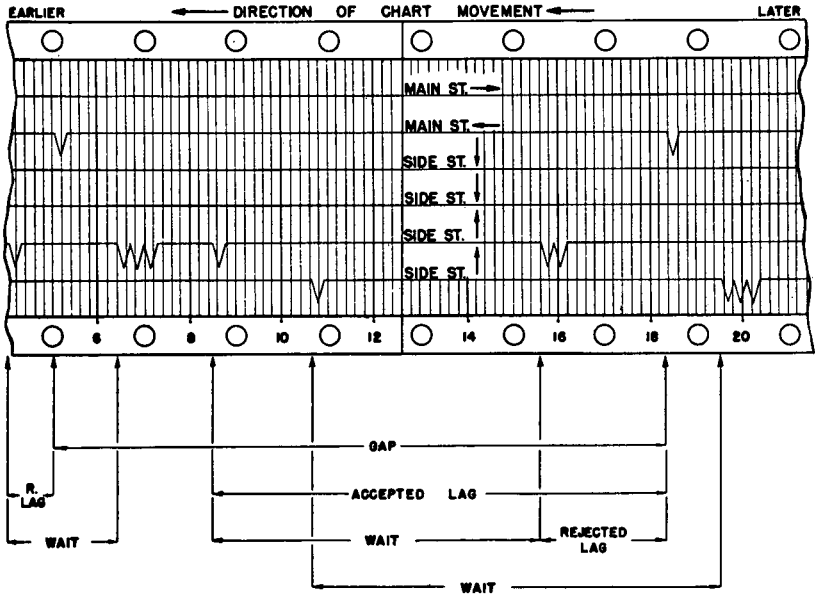 EARLIER DIRECTION OF CHART MOVEMENT LATER
MAIN ST.
MAIN ST.
SIDE ST.
SIDE ST.
SIDE ST.
SIDE ST.
6 8 10 12 14 16 18 20
GAP
R.
LAG
ACCEPTED LAG
WAIT
WAIT
REJECTED
LAG
WAIT